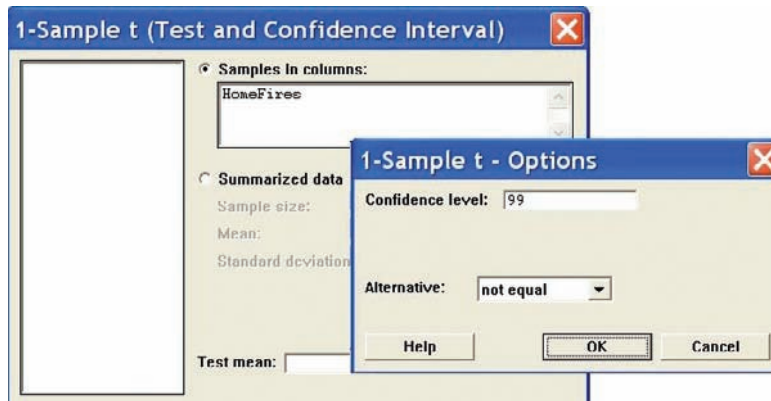 1-Sample t (Test and Confidence Interval)
Samples in columns:
HomeFires
Summarized data
Sample size:
Mean:
Standard deviation
Test mean:
1-Sample t - Options
Confidence level: 99
Alternative: not equal
Help OK Cancel